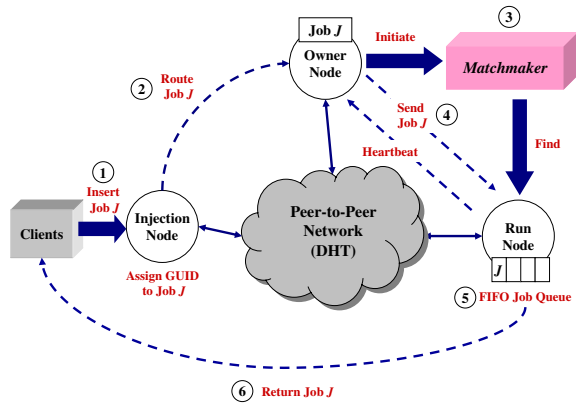 Job J
Owner
Node
Initiate
3
Matchmaker
2
Route
Job J
Send
Job J
4
Heartbeat
Find
1
Insert
Job J
Clients
Injection
Node
Assign GUID
to Job J
Peer-to-Peer
Network
(DHT)
Run
Node
J
5
FIFO Job Queue
6
Return Job J